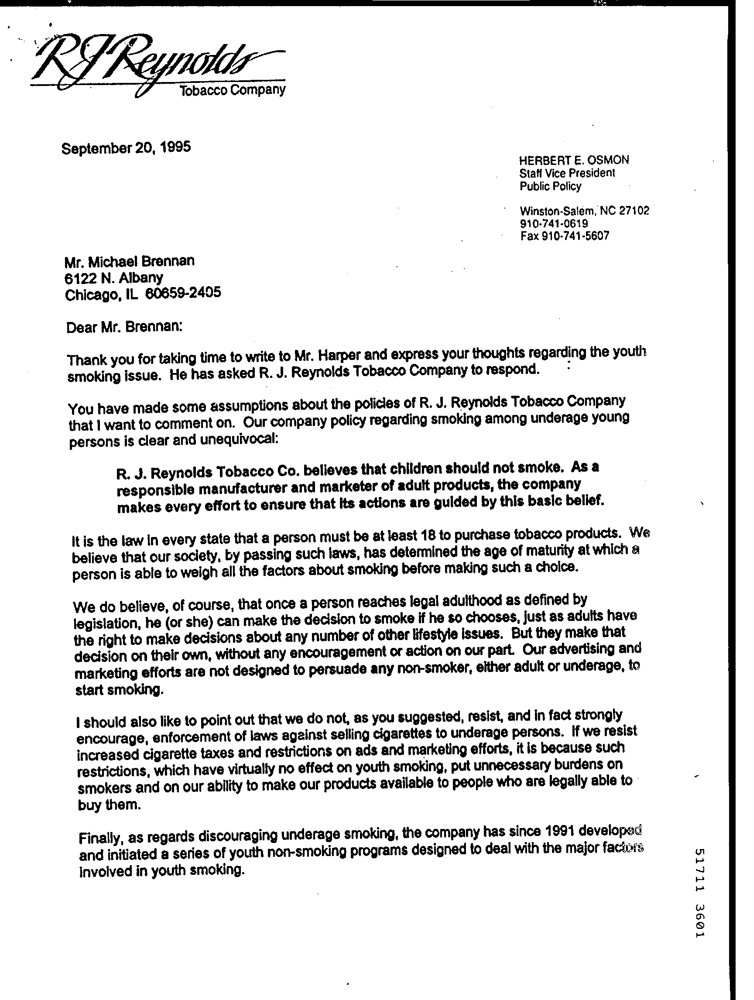 RJReynolds
Tobacco Company
September 20, 1995
HERBERT E. OSMON
Staff Vice President
Public Policy
Winston-Salem, NC 27102
910-741-0619
Fax 910-741-5607
Mr. Michael Brennan
6122 N. Albany
Chicago, IL 60659-2405
Dear Mr. Brennan:
Thank you for taking time to write to Mr. Harper and express your thoughts regarding the youth
smoking issue. He has asked R. J. Reynolds Tobacco Company to respond.
You have made some assumptions about the policies of R. J. Reynolds Tobacco Company
that I want to comment on. Our company policy regarding smoking among underage young
persons is clear and unequivocal:
R. J. Reynolds Tobacco Co. believes that children should not smoke. As a
responsible manufacturer and marketer of adult products, the company
makes every effort to ensure that its actions are guided by this basic belief.
It is the law in every state that a person must be at least 18 to purchase tobacco products. We
believe that our society, by passing such laws, has determined the age of maturity at which a
person is able to weigh all the factors about smoking before making such a choice.
We do believe, of course, that once a person reaches legal adulthood as defined by
legislation, he (or she) can make the decision to smoke if he so chooses, just as adults have
the right to make decisions about any number of other lifestyle issues. But they make that
decision on their own, without any encouragement or action on our part. Our advertising and
marketing efforts are not designed to persuade any non-smoker, either adult or underage, to
start smoking.
I should also like to point out that we do not, as you suggested, resist, and in fact strongly
encourage, enforcement of laws against selling cigarettes to underage persons. If we resist
increased cigarette taxes and restrictions on ads and marketing efforts, it is because such
restrictions, which have virtually no effect on youth smoking, put unnecessary burdens on
smokers and on our ability to make our products available to people who are legally able to
buy them.
Finally, as regards discouraging underage smoking, the company has since 1991 developed
and initiated a series of youth non-smoking programs designed to deal with the major factors
involved in youth smoking.
51711 3601